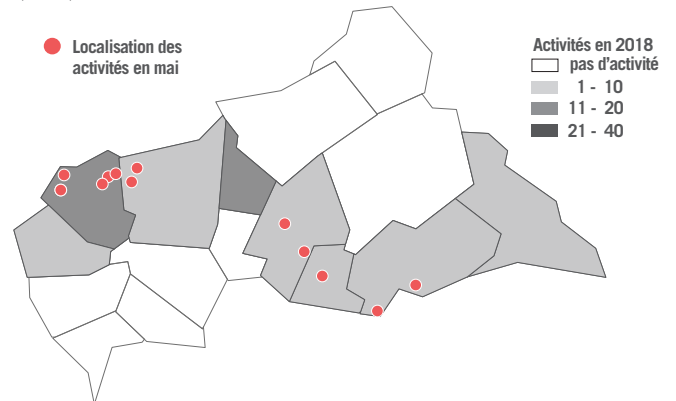 Localisation des
activités en mai
Activités en 2018
pas d'activité
1 - 10
11 - 20
21 - 40